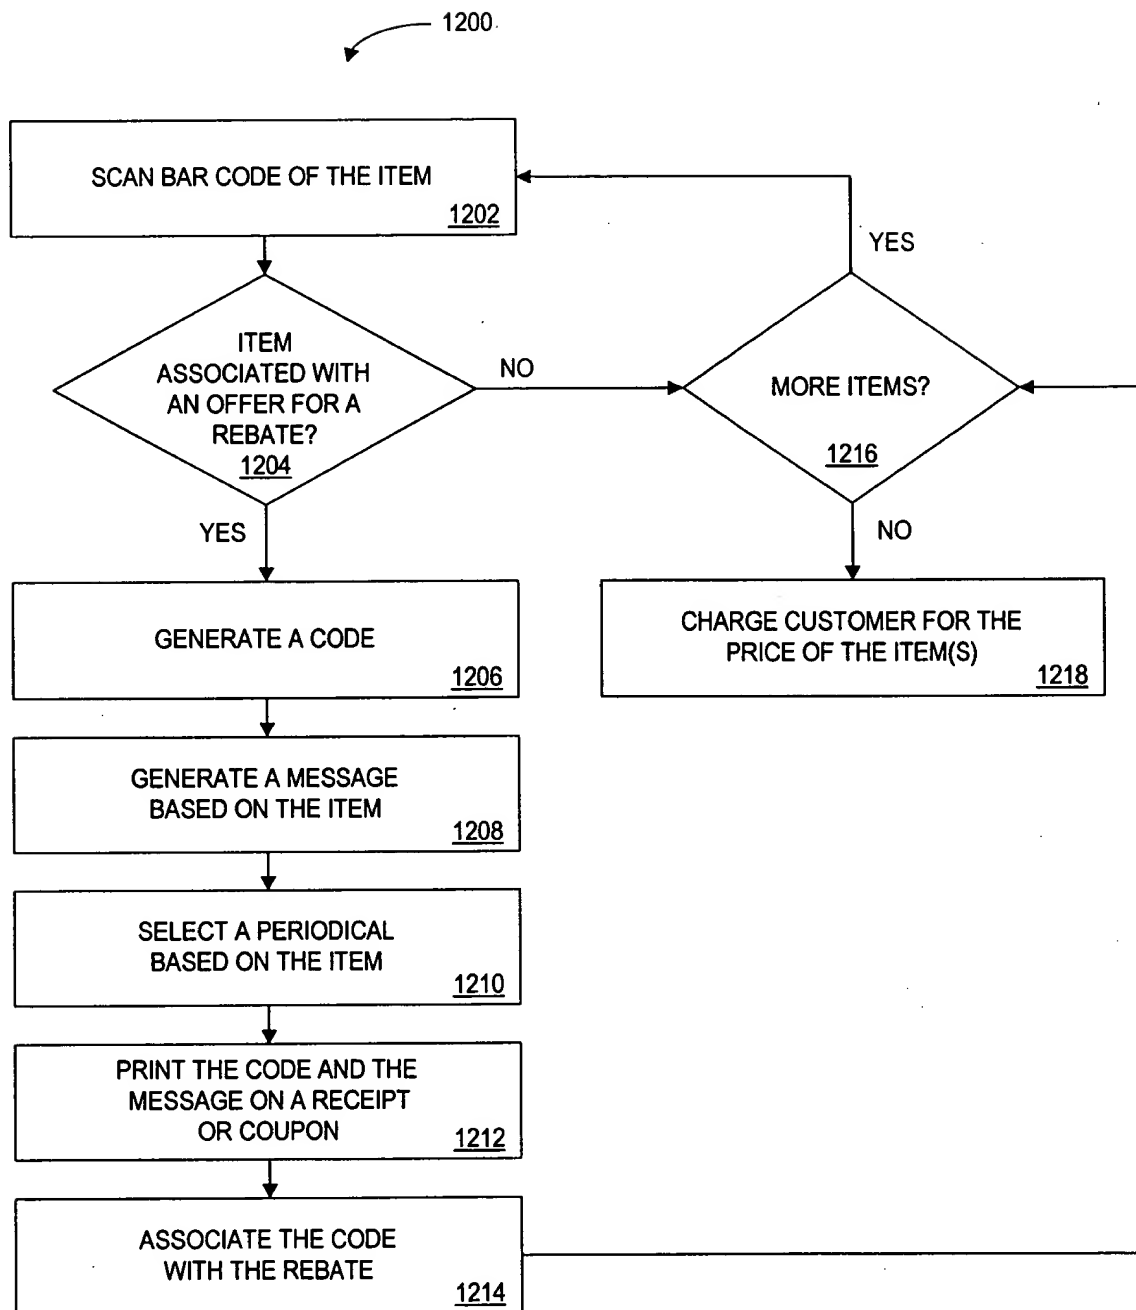 1200
SCAN BAR CODE OF THE ITEM
1202
ITEM
ASSOCIATED WITH
AN OFFER FOR A
REBATE?
1204
NO
YES
MORE ITEMS?
1216
YES
NO
GENERATE A CODE
1206
CHARGE CUSTOMER FOR THE
PRICE OF THE ITEM(S)
1218
GENERATE A MESSAGE
BASED ON THE ITEM
1208
SELECT A PERIODICAL
BASED ON THE ITEM
1210
PRINT THE CODE AND THE
MESSAGE ON A RECEIPT
OR COUPON
1212
ASSOCIATE THE CODE
WITH THE REBATE
1214